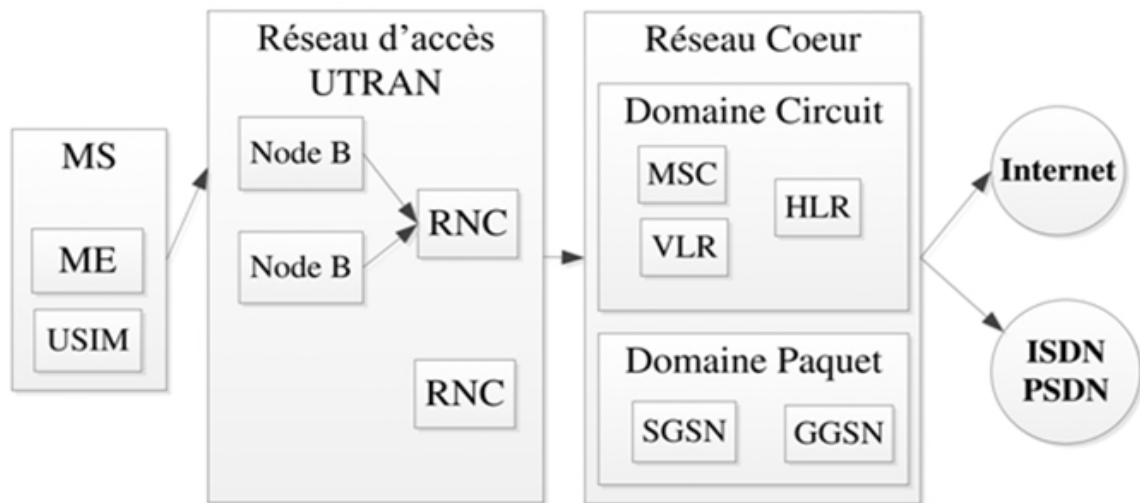 MS
ME
USIM
Réseau d’accès
UTRAN
Node B
Node B
RNC
RNC
Réseau Coeur
Domaine Circuit
MSC
VLR
HLR
Domaine Paquet
SGSN
GGSN
Internet
ISDN
PSDN